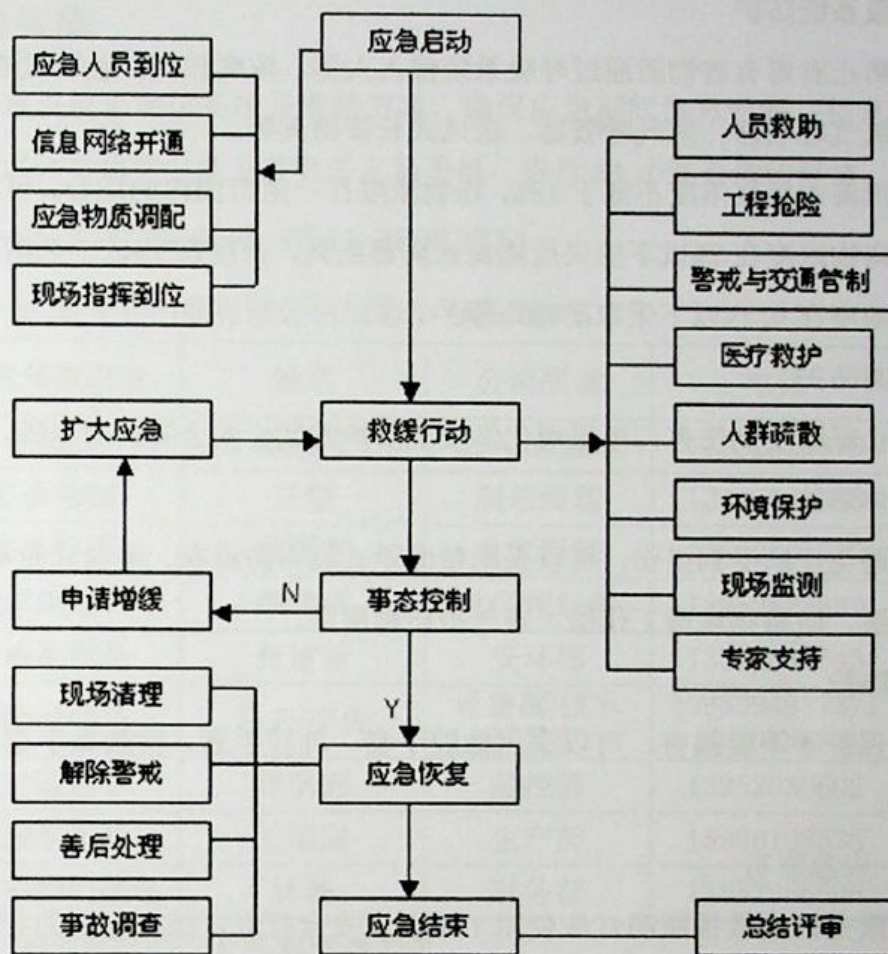 应急启动
应急人员到位
信息网络开通
应急物质调配
现场指挥到位
人员救助
工程抢险
警戒与交通管制
医疗救护
人群疏散
环境保护
现场监测
专家支持
扩大应急
救缓行动
申请增缓
N
事态控制
Y
现场清理
解除警戒
善后处理
事故调查
应急恢复
应急结束
总结评审